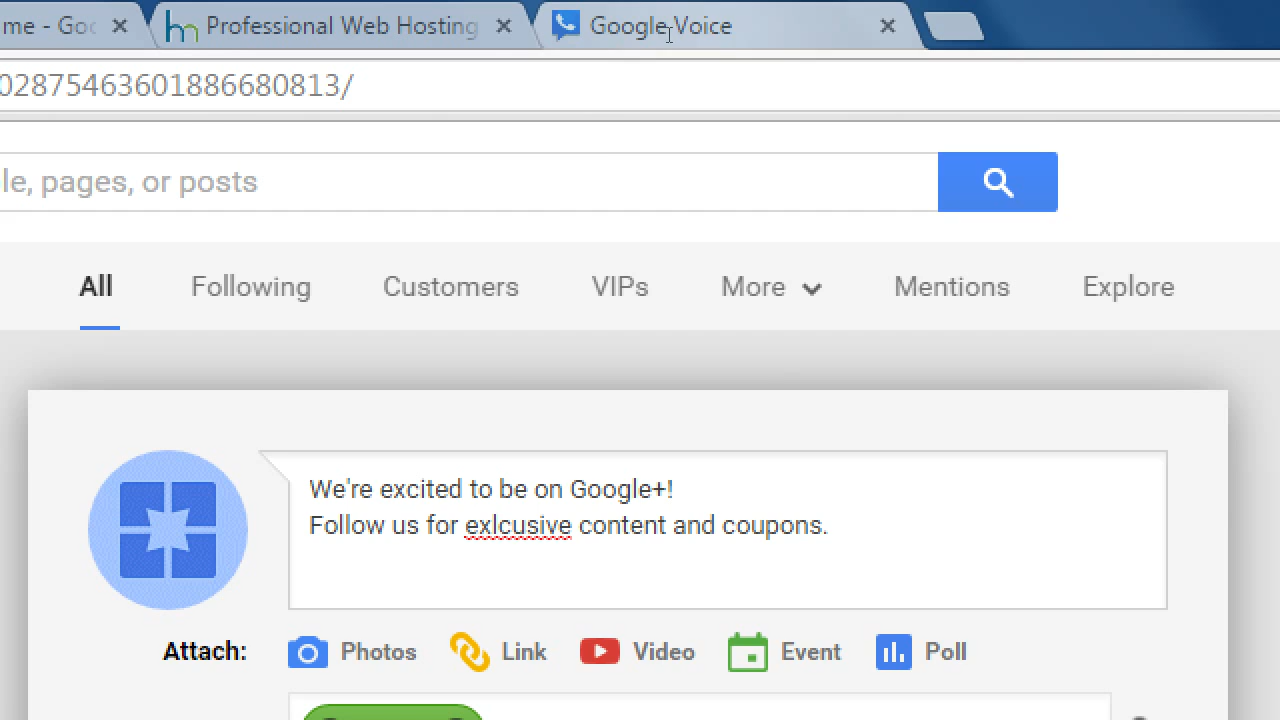 me - Goo
Professional Web Hosting
Google Voice
02875463601886680813/
le, pages, or posts
All Following Customers VIPs More Mentions Explore
We're excited to be on Google+!
Follow us for exlcusive content and coupons.
Attach: Photos Link Video Event Poll